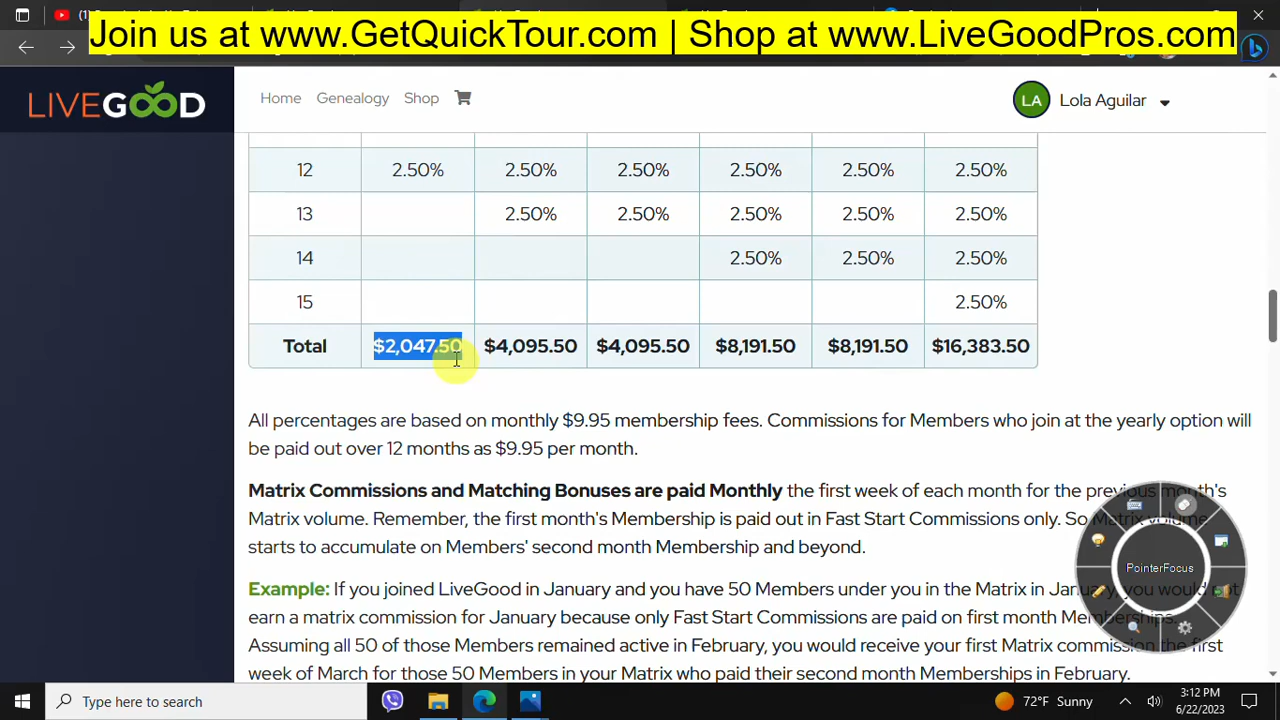 Join us at www.GetQuickTour.com | Shop at www.LiveGoodPros.com
LIVEGOOD
Home Genealogy Shop
LA Lola Aguilar
12 2.50% 2.50% 2.50% 2.50% 2.50% 2.50%
13 2.50% 2.50% 2.50% 2.50% 2.50%
14 2.50% 2.50% 2.50%
15 2.50%
Total $2,047.50 $4,095.50 $4,095.50 $8,191.50 $8,191.50 $16,383.50
All percentages are based on monthly $9.95 membership fees. Commissions for Members who join at the yearly option will
be paid out over 12 months as $9.95 per month.
Matrix Commissions and Matching Bonuses are paid Monthly the first week of each month for the previous month's
Matrix volume. Remember, the first month's Membership is paid out in Fast Start Commissions only. So Matrix volume
starts to accumulate on Members' second month Membership and beyond.
Example: If you joined LiveGood in January and you have 50 Members under you in the Matrix in January, you would not
earn a matrix commission for January because only Fast Start Commissions are paid on first month Memberships.
Assuming all 50 of those Members remained active in February, you would receive your first Matrix commission the first
week of March for those 50 Members in your Matrix who paid their second month Memberships in February.
PointerFocus
Type here to search
72°F Sunny
3:12 PM
6/22/2023